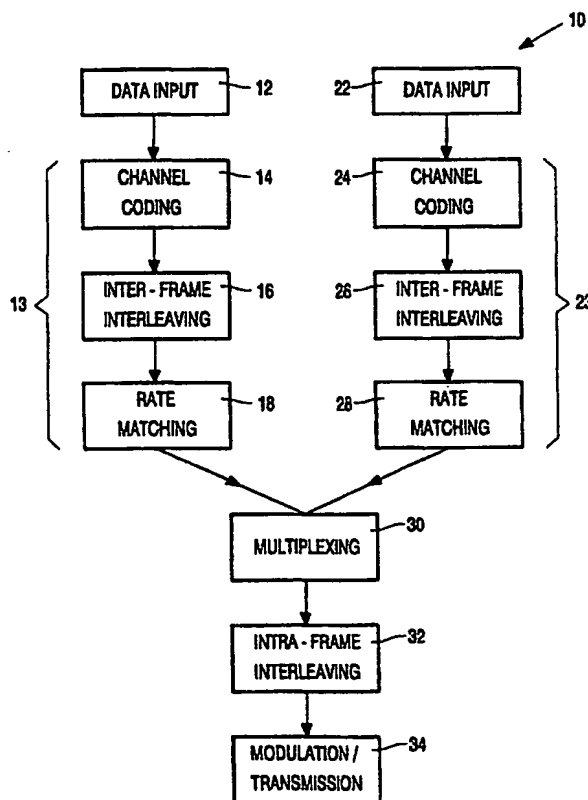 10
DATA INPUT 12
22 DATA INPUT
CHANNEL
CODING
14
24
CHANNEL
CODING
13
INTER - FRAME
INTERLEAVING
16
26
INTER - FRAME
INTERLEAVING
23
RATE
MATCHING
18
28
RATE
MATCHING
MULTIPLEXING
30
INTRA - FRAME
INTERLEAVING
32
MODULATION /
TRANSMISSION
34